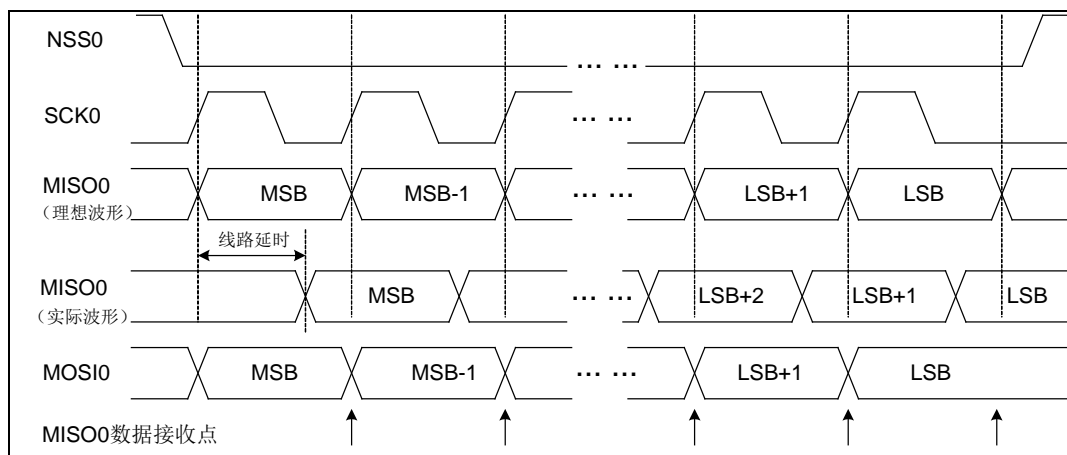 NSS0
... ...
SCK0
... ...
MISO0
（理想波形）
MSB
MSB-1
... ...
LSB+1
LSB
线路延时
MISO0
（实际波形）
MSB
... ...
LSB+2
LSB+1
LSB
MOSI0
MSB
MSB-1
... ...
LSB+1
LSB
MISO0数据接收点